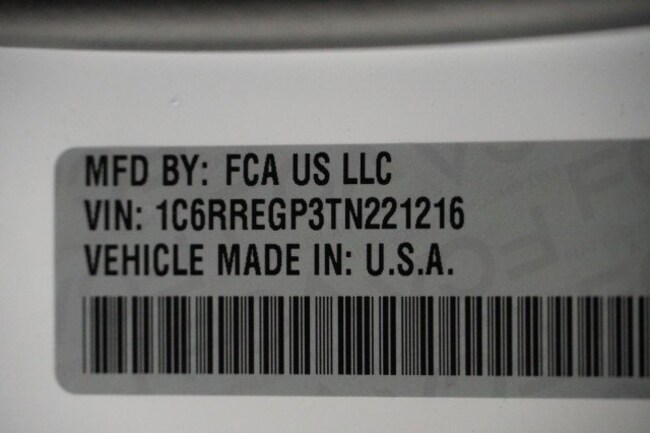 MFD BY: FCA US LLC
VIN: 1C6RREGP3TN221216
VEHICLE MADE IN: U.S.A.